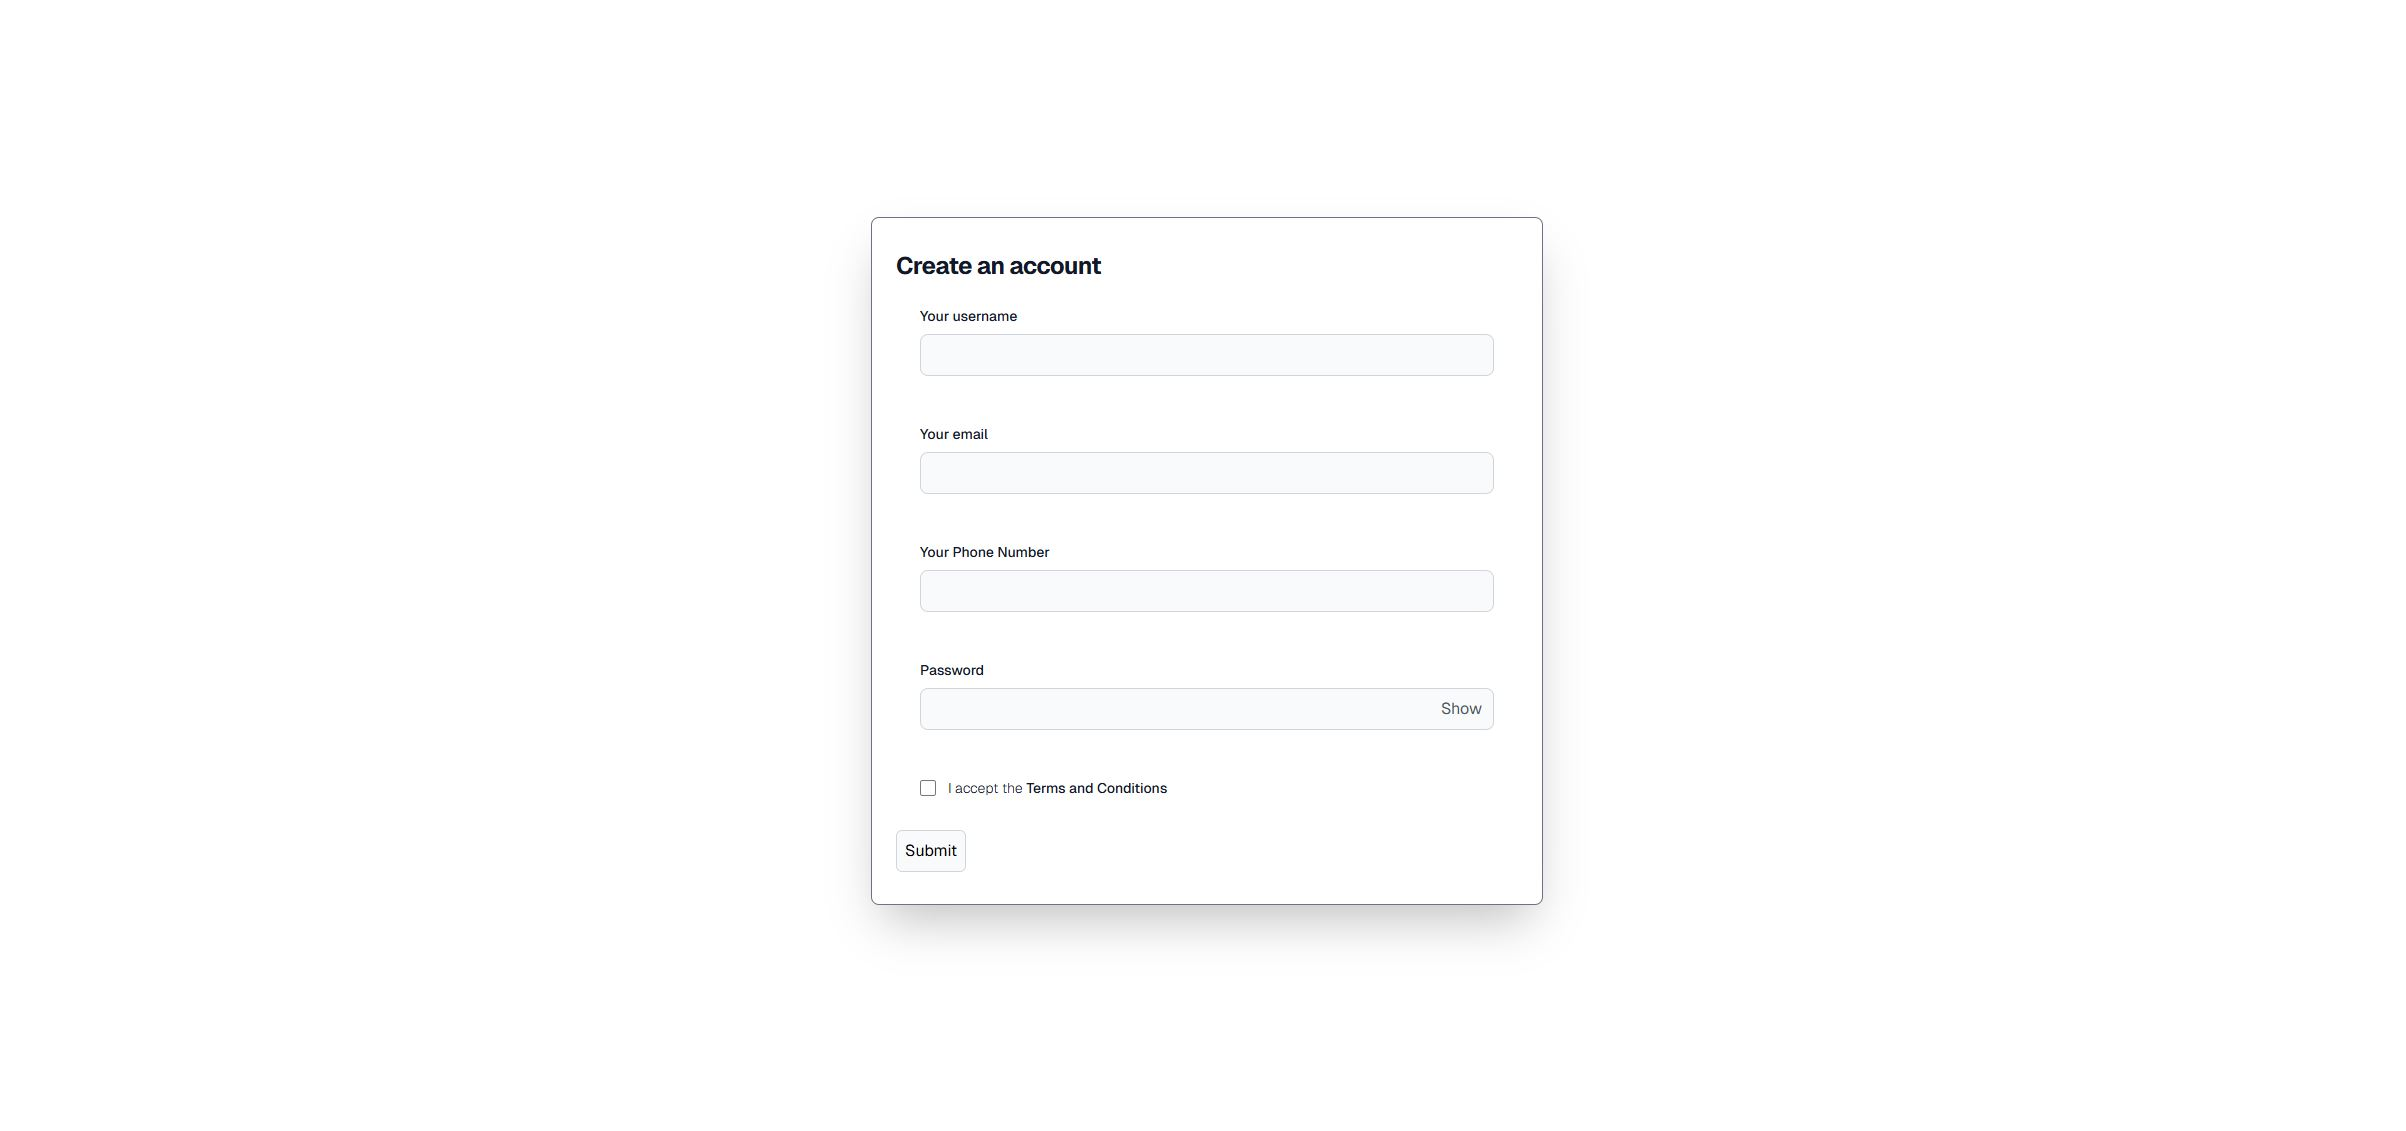 Create an account
Your username
Your email
Your Phone Number
Password
Show
I accept the Terms and Conditions
Submit